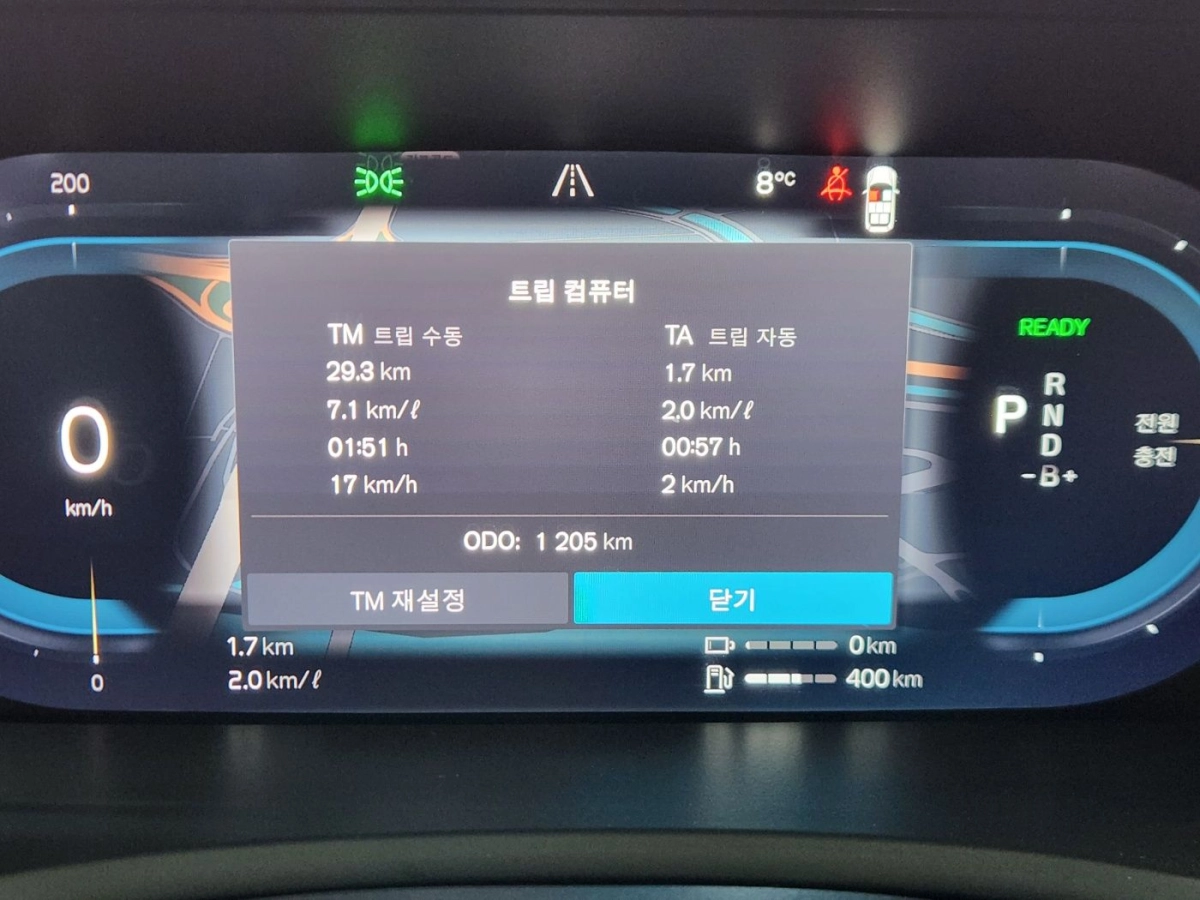 200
8°C
트립 컴퓨터
TM 트립 수동
29.3 km
7.1 km/ℓ
01:51 h
17 km/h
TA 트립 자동
1.7 km
2.0 km/ℓ
00:57 h
2 km/h
ODO: 1 205 km
TM 재설정
닫기
0
km/h
READY
P
R
N
D
-B+
전원
충전
0
1.7 km
2.0 km/ℓ
0 km
400 km